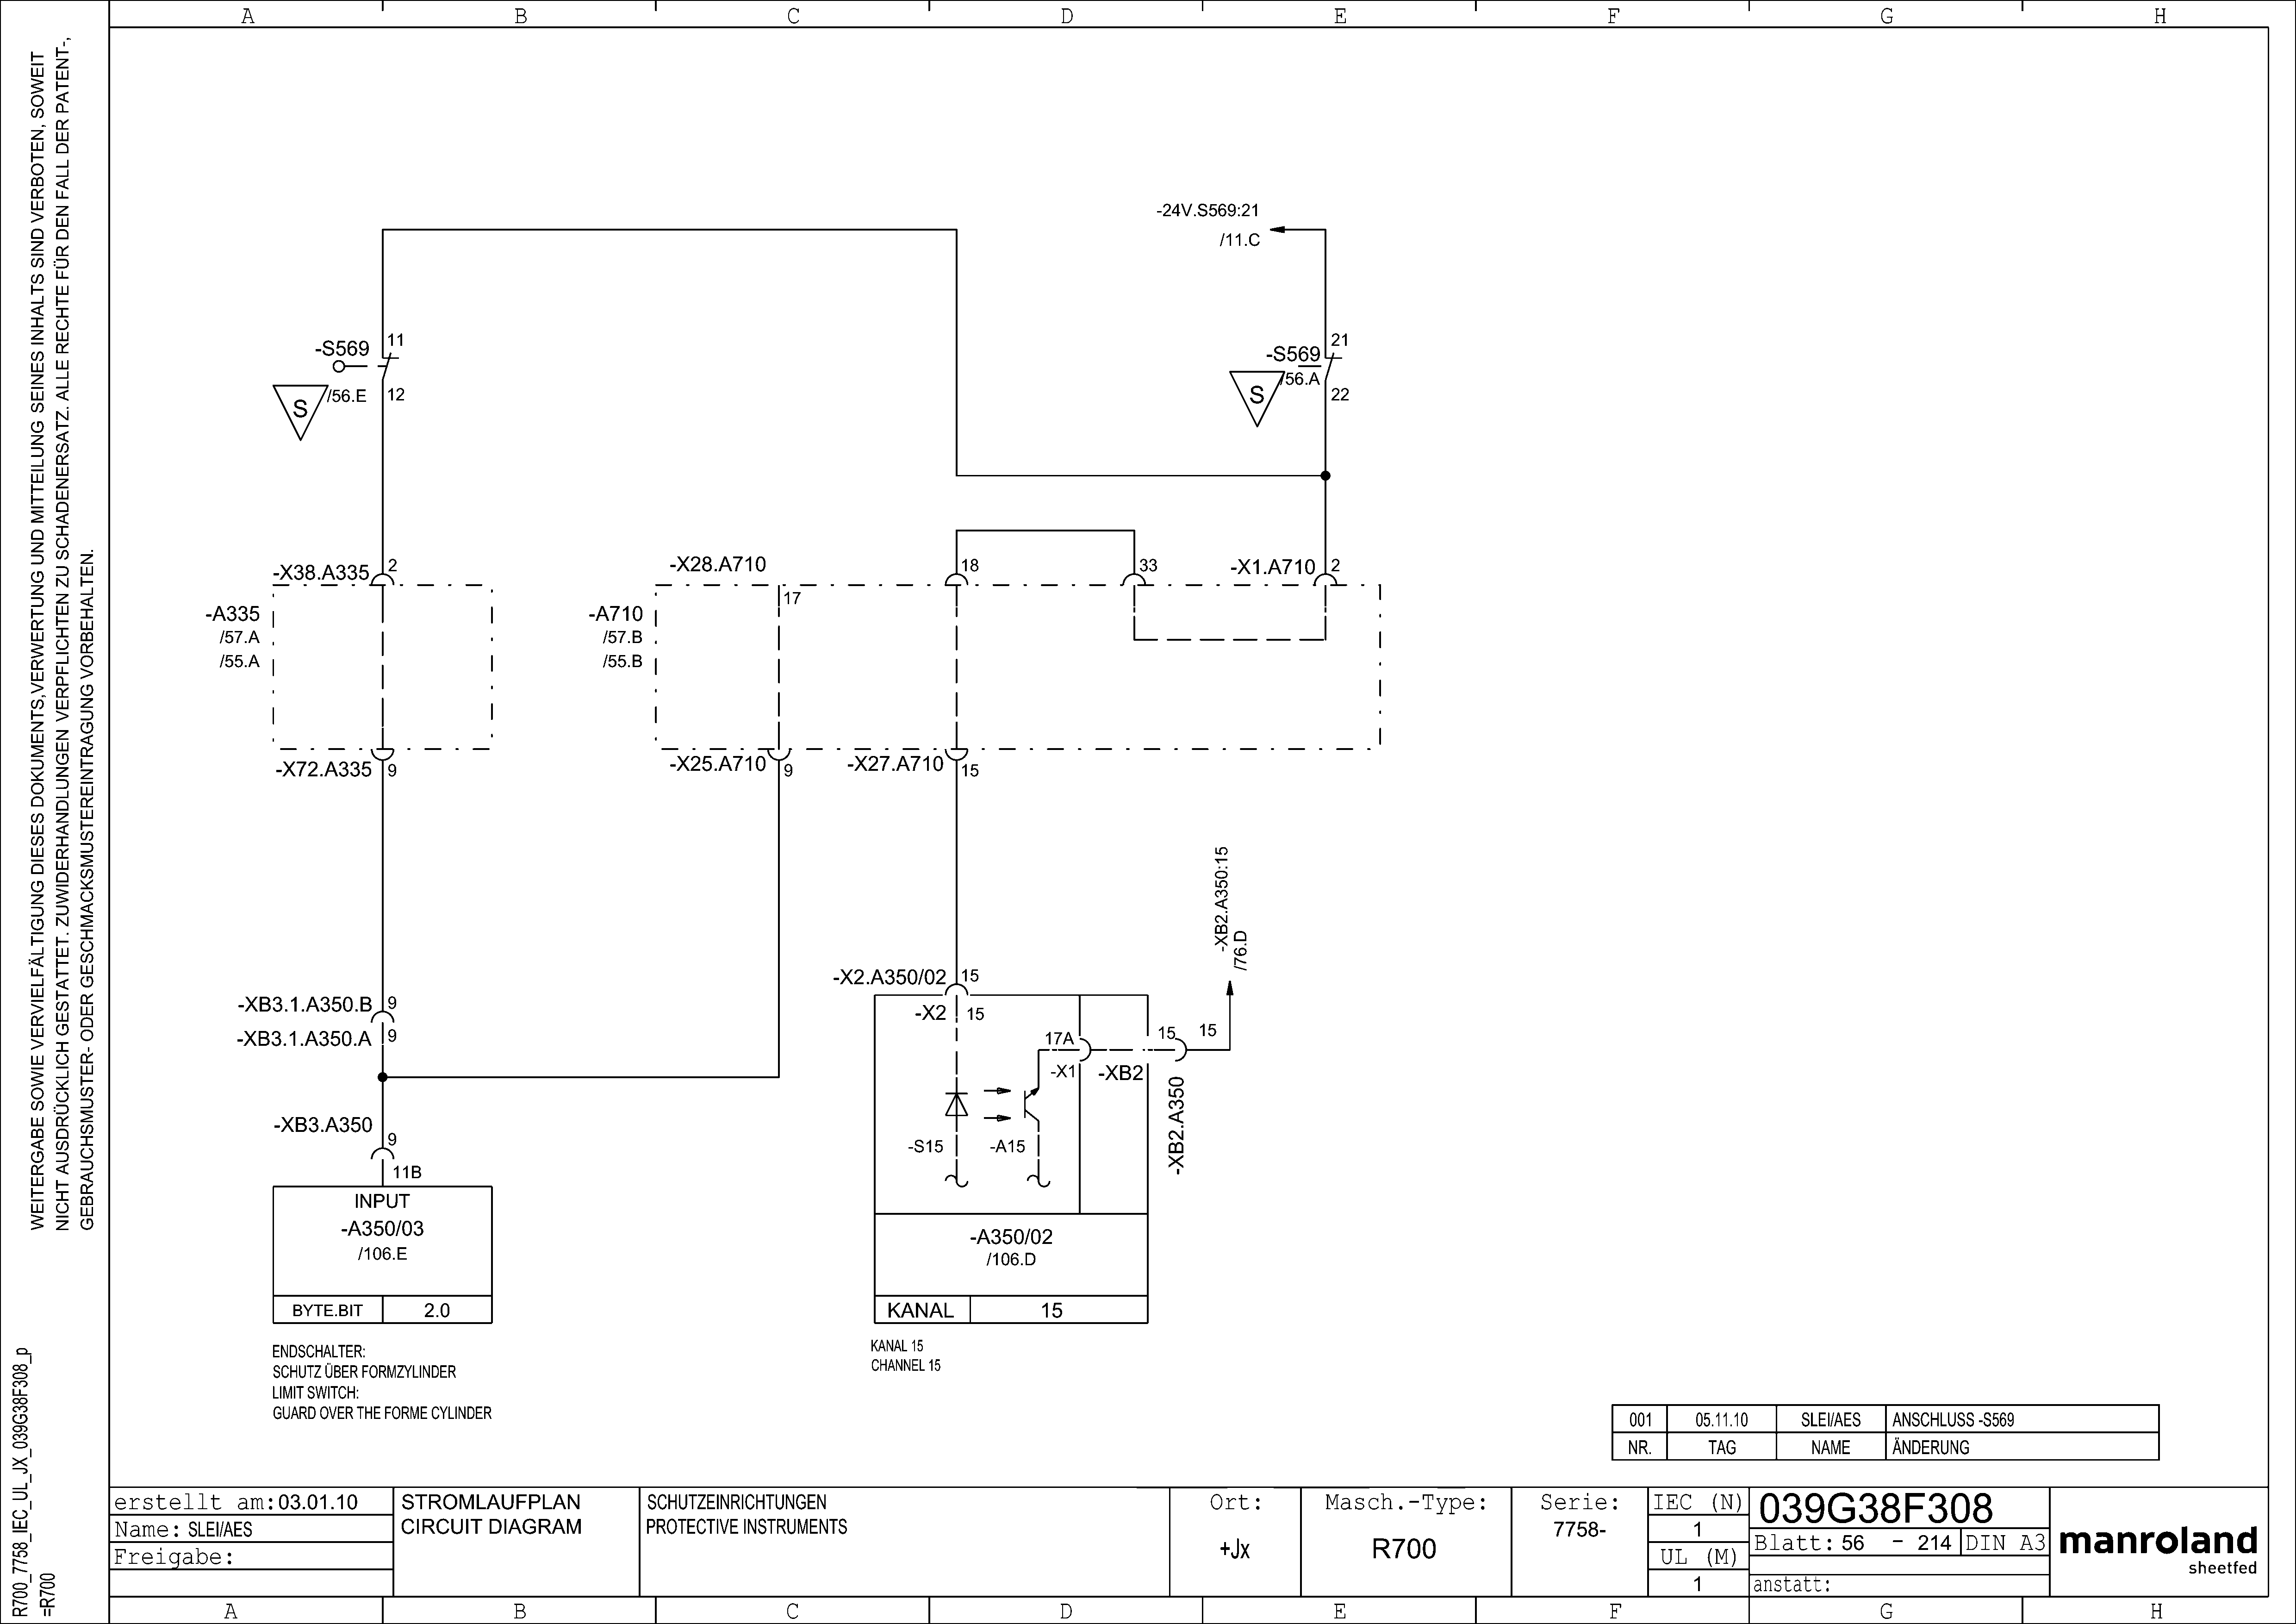 A B C D E F G H
WEITERGABE SOWIE VERVIELFÄLTIGUNG DIESES DOKUMENTS,VERWERTUNG UND MITTEILUNG SEINES INHALTS SIND VERBOTEN, SOWEIT
NICHT AUSDRÜCKLICH GESTATTET. ZUWIDERHANDLUNGEN VERPFLICHTEN ZU SCHADENERSATZ. ALLE RECHTE FÜR DEN FALL DER PATENT-,
GEBRAUCHSMUSTER- ODER GESCHMACKSMUSTEREINTRAGUNG VORBEHALTEN.
R700_7758_IEC_UL_JX_039G38F308_p
=R700
-24V.S569:21
/11.C
-S569
11
S
/56.E
12
-S569
21
S
/56.A
22
-X38.A335
2
-X28.A710
18
33
-X1.A710
2
17
-A335
/57.A
/55.A
-A710
/57.B
/55.B
-X72.A335
9
-X25.A710
9
-X27.A710
15
-XB2.A350:15
/76.D
-X2.A350/02
15
-XB3.1.A350.B
9
-X2
15
-XB3.1.A350.A
9
17A
15
15
-X1
-XB2
-XB2.A350
-XB3.A350
9
-S15
-A15
11B
INPUT
-A350/03
/106.E
BYTE.BIT 2.0
-A350/02
/106.D
KANAL 15
ENDSCHALTER:
SCHUTZ ÜBER FORMZYLINDER
LIMIT SWITCH:
GUARD OVER THE FORME CYLINDER
KANAL 15
CHANNEL 15
001 05.11.10 SLEI/AES ANSCHLUSS -S569
NR. TAG NAME ÄNDERUNG
erstellt am: 03.01.10
Name: SLEI/AES
Freigabe:
STROMLAUFPLAN
CIRCUIT DIAGRAM
SCHUTZEINRICHTUNGEN
PROTECTIVE INSTRUMENTS
Ort:
+Jx
Masch.-Type:
R700
Serie:
7758-
IEC (N)
1
UL (M)
1
039G38F308
Blatt: 56 - 214 DIN A3
anstatt:
manroland
sheetfed
A B C D E F G H